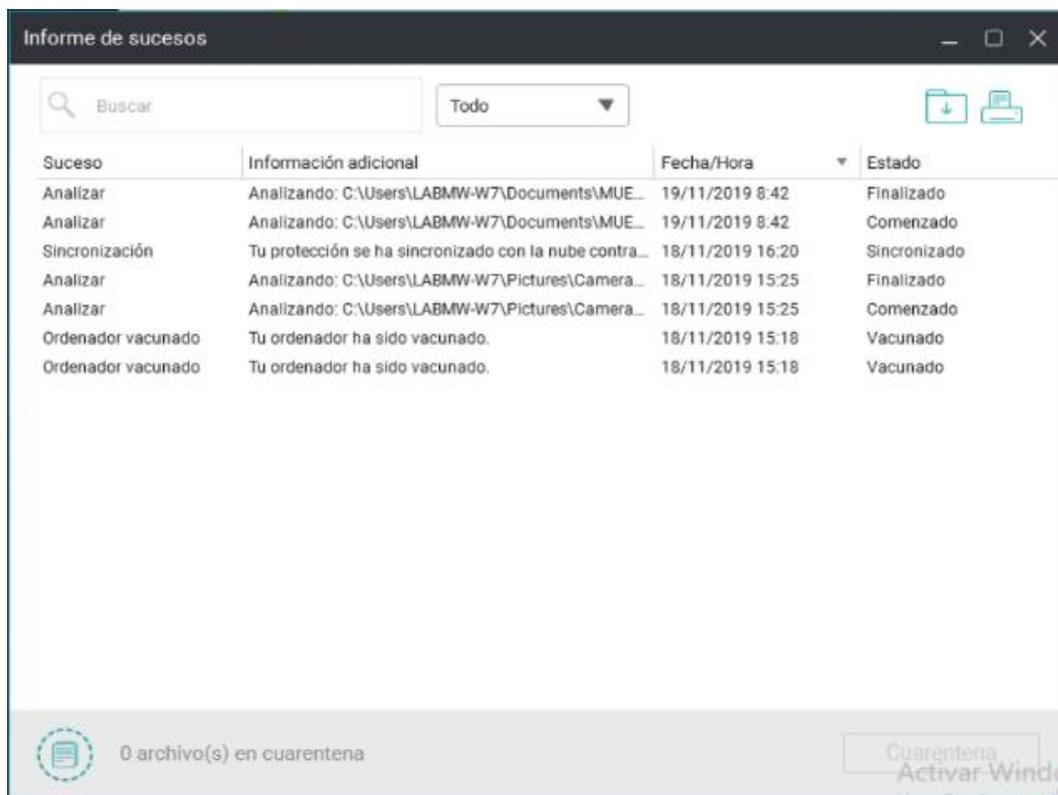 Informe de sucesos
Buscar
Todo
Suceso Información adicional Fecha/Hora Estado
Analizar Analizando: C:\Users\LABMW-W7\Documents\MUE... 19/11/2019 8:42 Finalizado
Analizar Analizando: C:\Users\LABMW-W7\Documents\MUE... 19/11/2019 8:42 Comenzado
Sincronización Tu protección se ha sincronizado con la nube contra... 18/11/2019 16:20 Sincronizado
Analizar Analizando: C:\Users\LABMW-W7\Pictures\Camera... 18/11/2019 15:25 Finalizado
Analizar Analizando: C:\Users\LABMW-W7\Pictures\Camera... 18/11/2019 15:25 Comenzado
Ordenador vacunado Tu ordenador ha sido vacunado. 18/11/2019 15:18 Vacunado
Ordenador vacunado Tu ordenador ha sido vacunado. 18/11/2019 15:18 Vacunado
0 archivo(s) en cuarentena
Cuarentena
Activar Windo